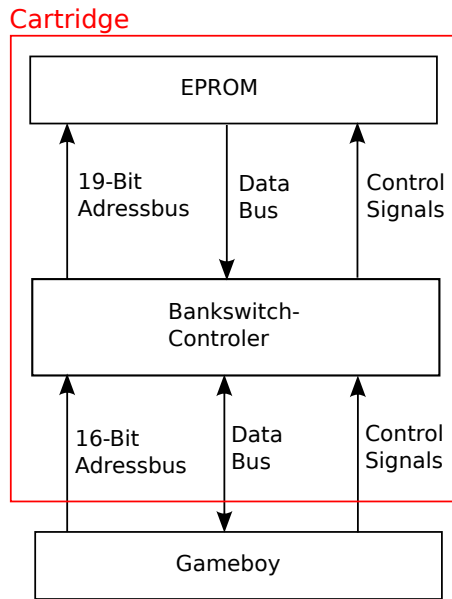 Cartridge
EPROM
19-Bit
Adressbus
Data
Bus
Control
Signals
Bankswitch-
Controler
16-Bit
Adressbus
Data
Bus
Control
Signals
Gameboy